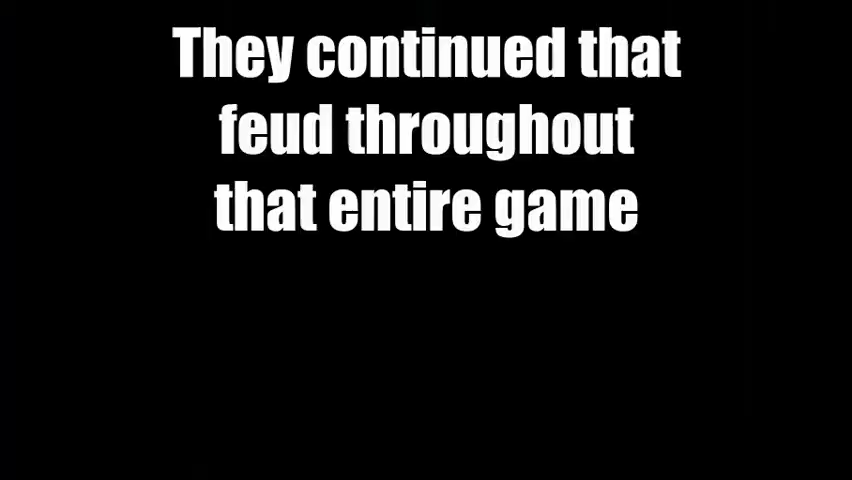 They continued that
feud throughout
that entire game